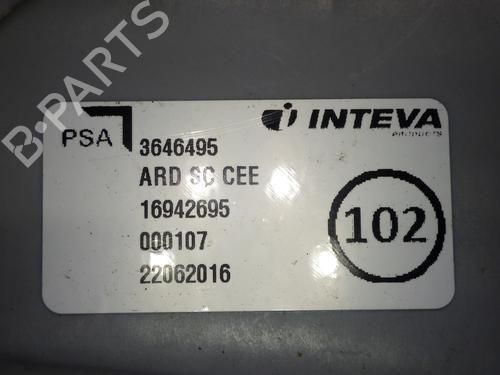 B-PARTS
PSA
INTEVA
PRODUCTS
3646495
ARD SC CEE
16942695
000107
22062016
102